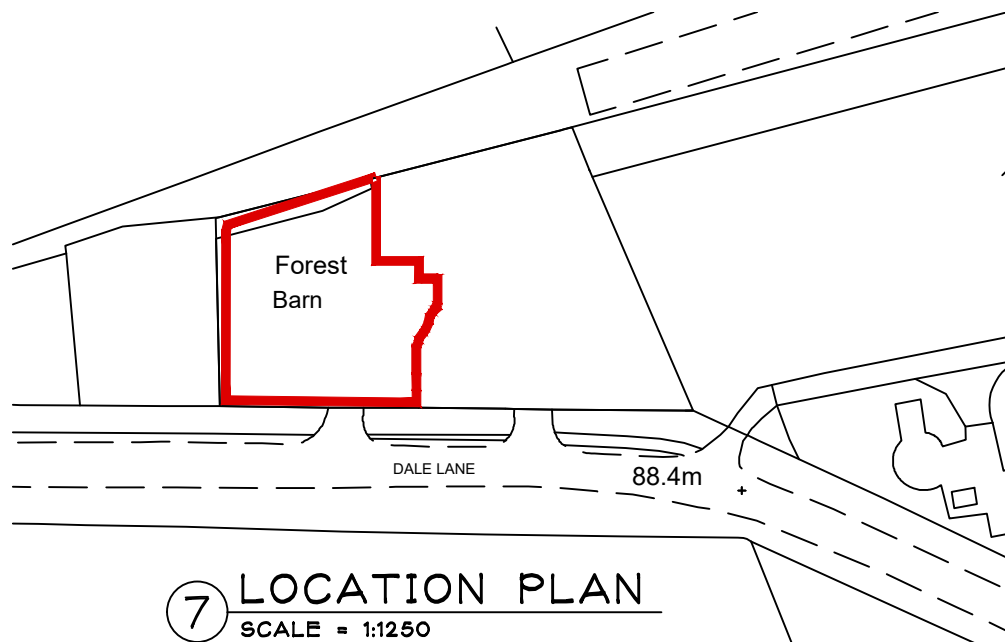 Forest
Barn
DALE LANE
88.4m
+
7
LOCATION PLAN
SCALE = 1:1250